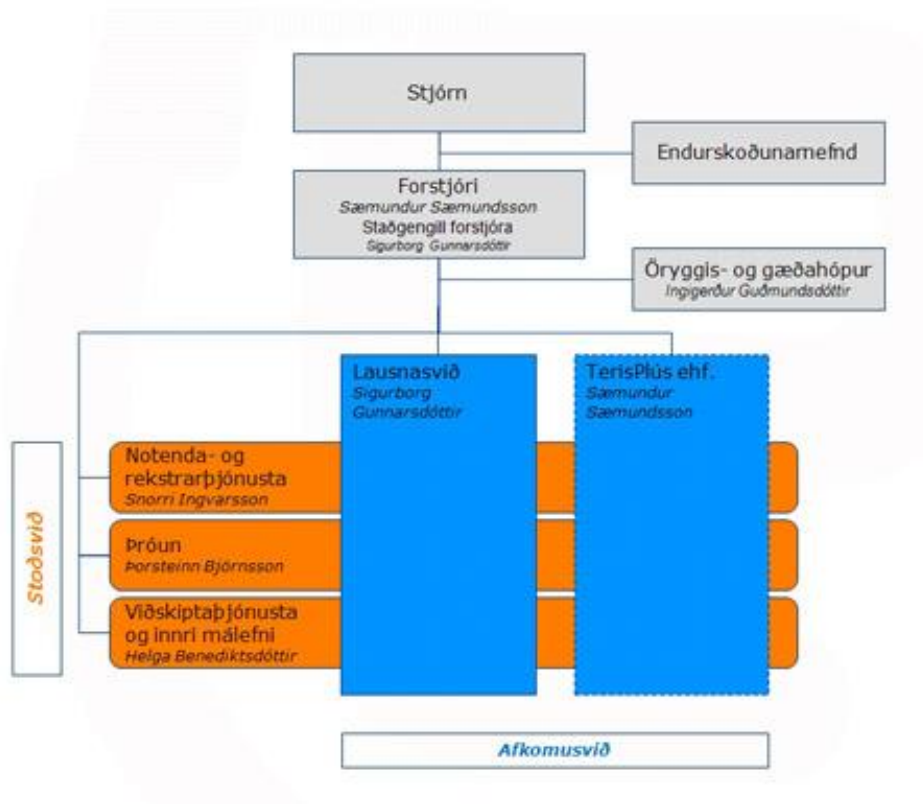 Stjórn
Endurskoðunarnefnd
Forstjóri
Sæmundur Sæmundsson
Staðgengill forstjóra
Sigurborg Gunnarsdóttir
Öryggis- og gæðahópur
Ingigerður Guðmundsdóttir
Lausnasvið
Sigurborg
Gunnarsdóttir
TerisPlús ehf.
Sæmundur
Sæmundsson
Stoðsvið
Notenda- og
rekstrarþjónusta
Snorri Ingvarsson
Þróun
Þorsteinn Björnsson
Viðskiptaþjónusta
og innri málefni
Helga Benediktsdóttir
Afkomusvið